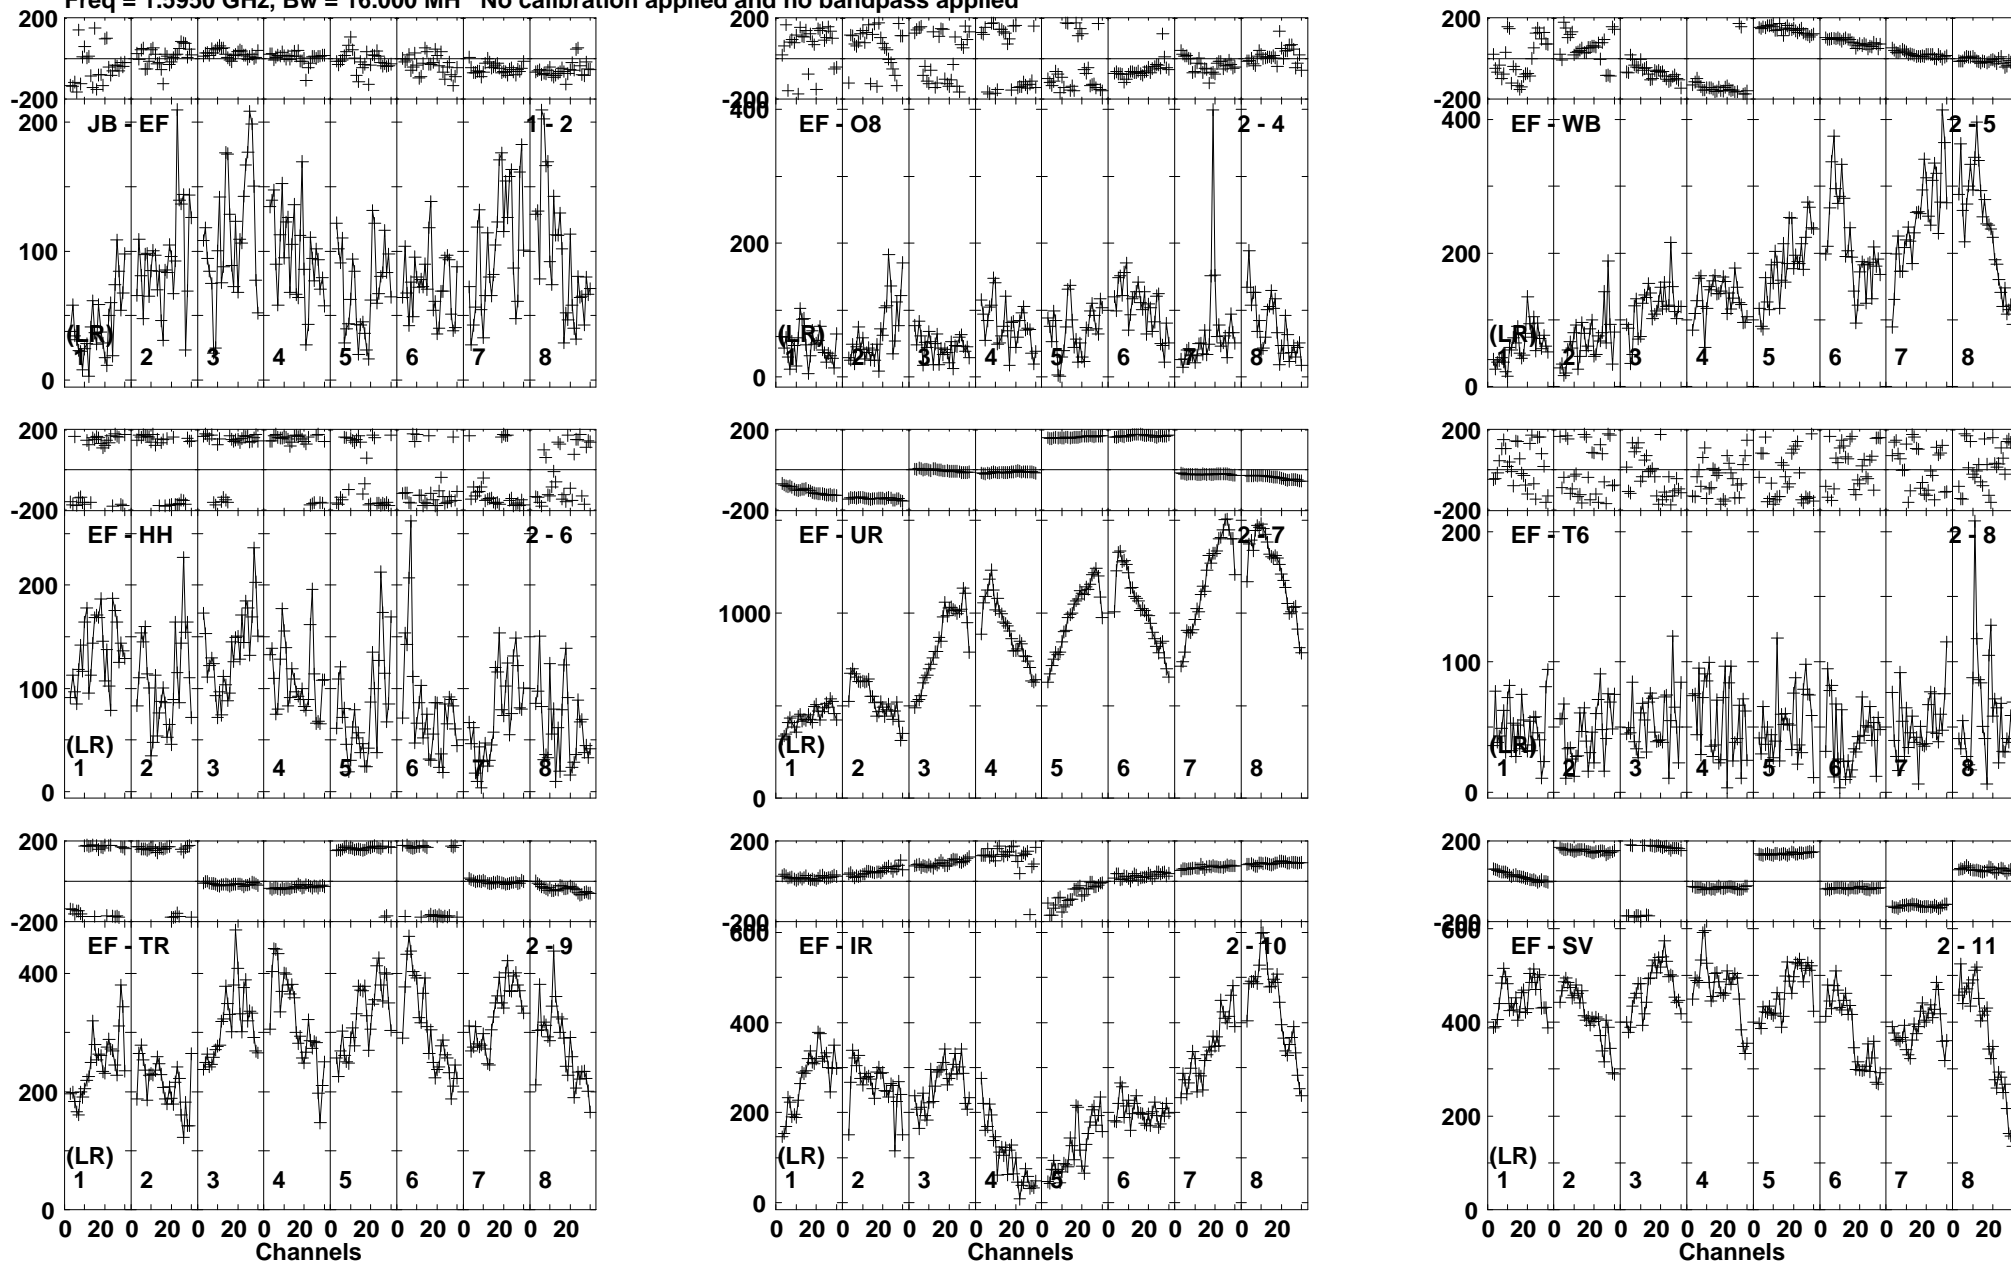 Freq = 1.5950 GHz, Bw = 16.000 MH No calibration applied and no bandpass applied
200
-200
JB - EF 1 - 2
200
100
0
(LR)
1 2 3 4 5 6 7 8
200
-200
400
EF - O8 2 - 4
200
0
(LR)
1 2 3 4 5 6 7 8
200
-200
EF - WB 2 - 5
400
200
0
(LR)
1 2 3 4 5 6 7 8
200
-200
EF - HH 2 - 6
200
100
0
(LR)
1 2 3 4 5 6 7 8
200
-200
EF - UR 2 - 7
1000
0
(LR)
1 2 3 4 5 6 7 8
200
-200
EF - T6 2 - 8
200
100
0
(LR)
1 2 3 4 5 6 7 8
200
-200
EF - TR 2 - 9
400
200
0
(LR)
1 2 3 4 5 6 7 8
0 20 0 20 0 20 0 20 0 20 0 20 0 20 0 20
Channels
200
-200
600
EF - IR 2 - 10
400
200
0
(LR)
1 2 3 4 5 6 7 8
0 20 0 20 0 20 0 20 0 20 0 20 0 20 0 20
Channels
200
-200
600
EF - SV 2 - 11
400
200
0
(LR)
1 2 3 4 5 6 7 8
0 20 0 20 0 20 0 20 0 20 0 20 0 20 0 20
Channels